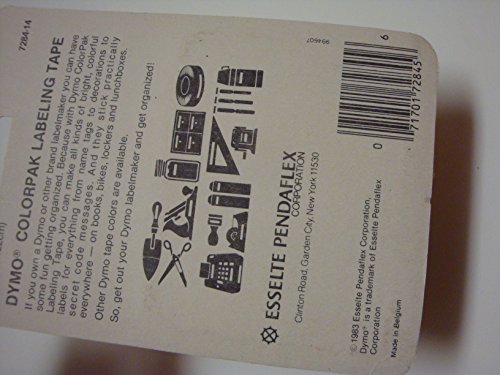 7284-14
DYMO® COLORPAK LABELING TAPE
If you own a Dymo or other brand labelmaker you can have
some fun getting organized. Because with Dymo ColorPak
Labeling Tape, you can make all kinds of bright, colorful
labels for everything from name tags to decorations to
secret code messages. And they stick practically
everywhere — on books, bikes, lockers and lunchboxes.
Other Dymo tape colors are available.
So, get out your Dymo labelmaker and get organized!
ESSELTE PENDAFLEX
CORPORATION
Clinton Road, Garden City, New York 11530
994607
0 71701 72845 6
©1983 Esselte Pendaflex Corporation,
Dymo® is a trademark of Esselte Pendaflex
Corporation
Made in Belgium